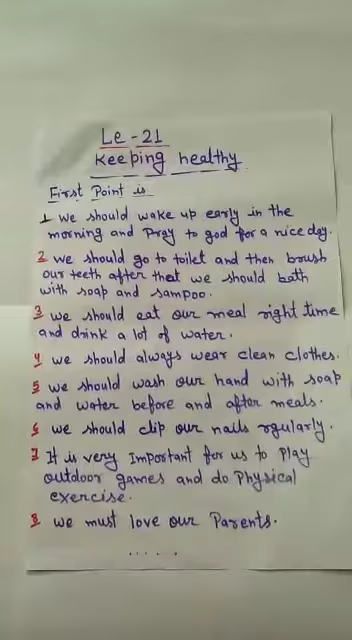 Le - 21
Keeping healthy
First Point is
1 we should wake up early in the
morning and Pray to god for a nice day.
2 we should go to toilet and then brush
our teeth after that we should bath
with soap and sampoo.
3 we should eat our meal right time
and drink a lot of water.
4 we should always wear clean clothes.
5 we should wash our hand with soap
and water before and after meals.
6 we should clip our nails rgularly.
7 It is very Important for us to Play
outdoor games and do Physical
exercise.
8 we must love our Parents.
.....